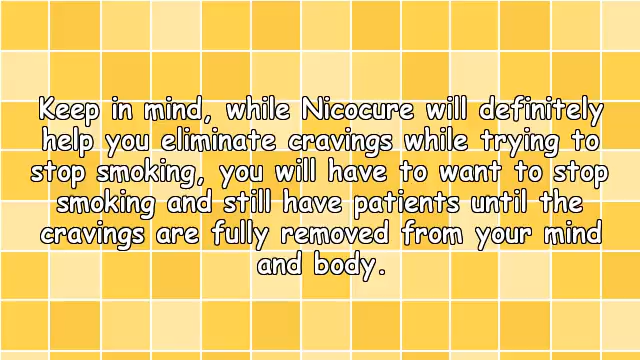 Keep in mind, while Nicocure will definitely
help you eliminate cravings while trying to
stop smoking, you will have to want to stop
smoking and still have patients until the
cravings are fully removed from your mind
and body.